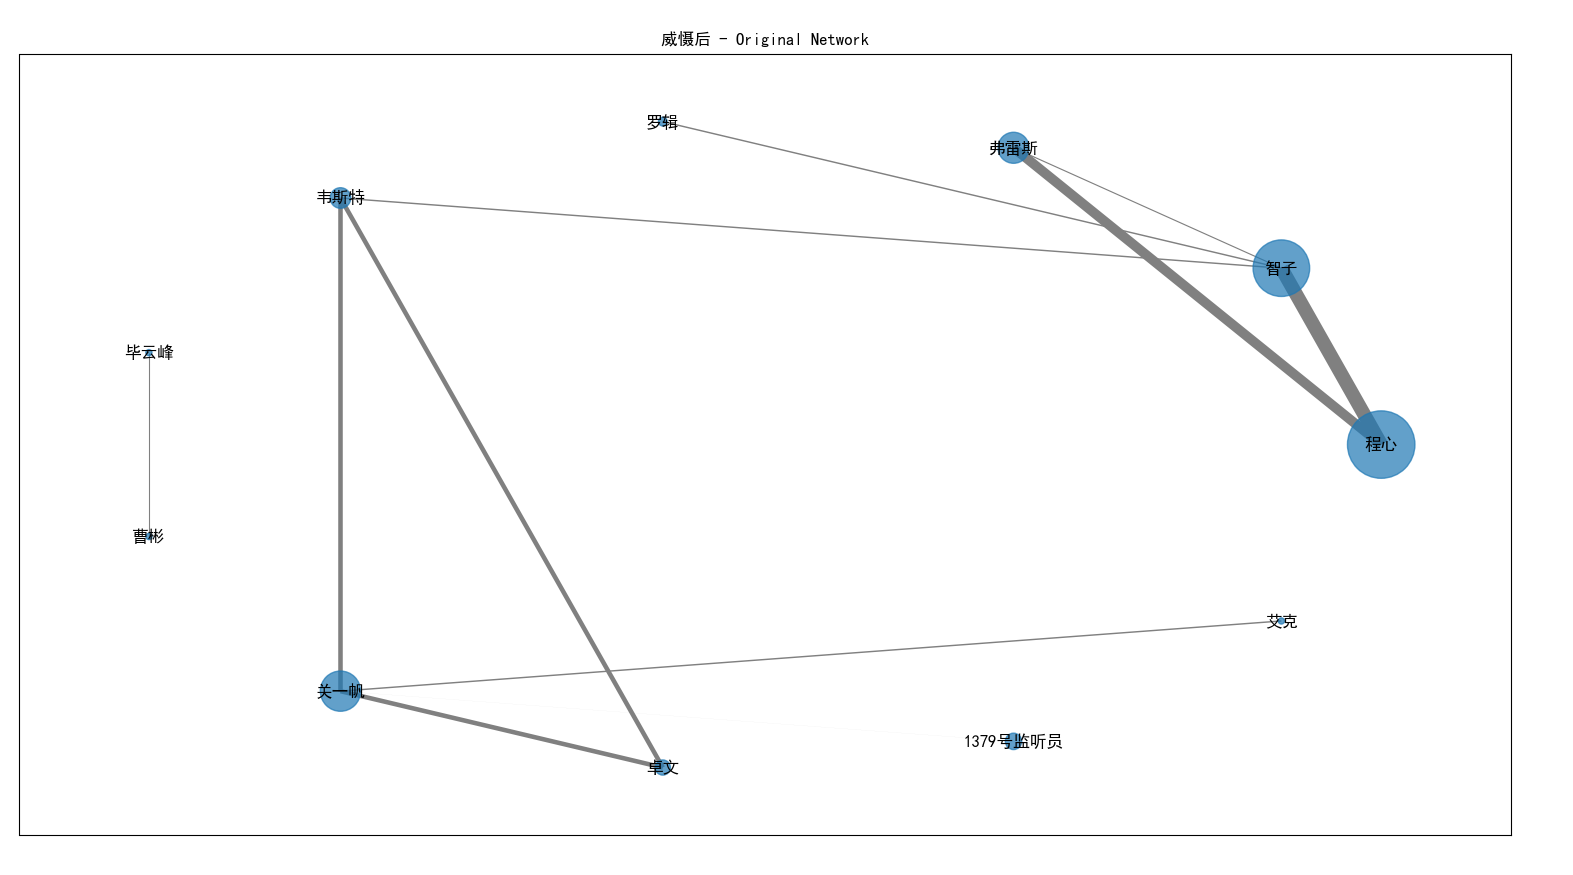 威慑后 - Original Network
罗辑
弗雷斯
韦斯特
智子
毕云峰
程心
曹彬
艾克
关一帆
1379号监听员
卓文